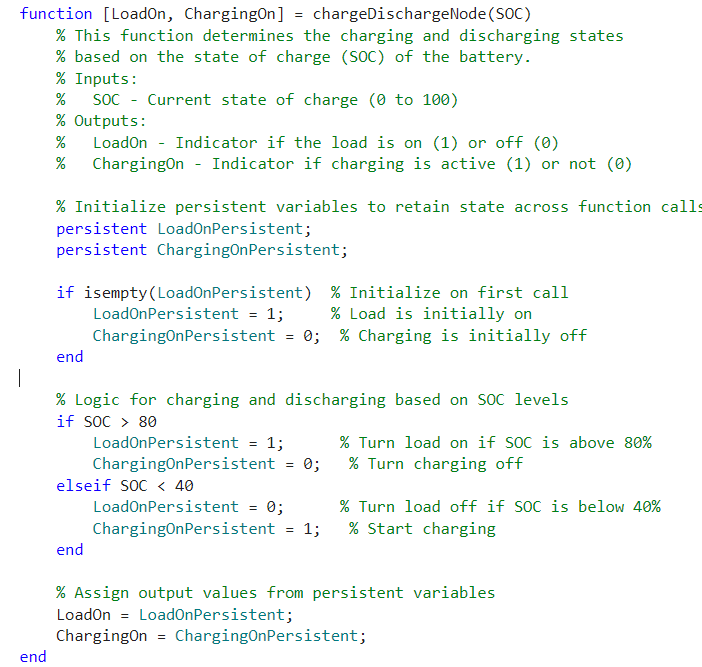 function [LoadOn, ChargingOn] = chargeDischargeNode(SOC)
% This function determines the charging and discharging states
% based on the state of charge (SOC) of the battery.
% Inputs:
%   SOC - Current state of charge (0 to 100)
% Outputs:
%   LoadOn - Indicator if the load is on (1) or off (0)
%   ChargingOn - Indicator if charging is active (1) or not (0)
% Initialize persistent variables to retain state across function calls
persistent LoadOnPersistent;
persistent ChargingOnPersistent;
if isempty(LoadOnPersistent)  % Initialize on first call
LoadOnPersistent = 1;     % Load is initially on
ChargingOnPersistent = 0;  % Charging is initially off
end
% Logic for charging and discharging based on SOC levels
if SOC > 80
LoadOnPersistent = 1;      % Turn load on if SOC is above 80%
ChargingOnPersistent = 0;   % Turn charging off
elseif SOC < 40
LoadOnPersistent = 0;      % Turn load off if SOC is below 40%
ChargingOnPersistent = 1;   % Start charging
end
% Assign output values from persistent variables
LoadOn = LoadOnPersistent;
ChargingOn = ChargingOnPersistent;
end